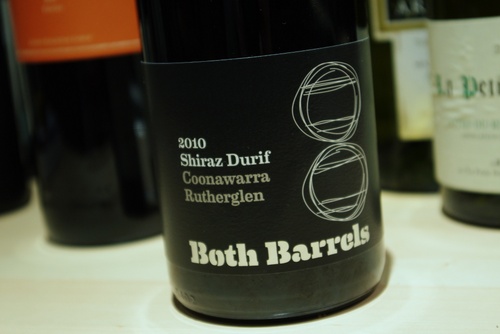 2010
Shiraz Durif
Coonawarra
Rutherglen
Both Barrels